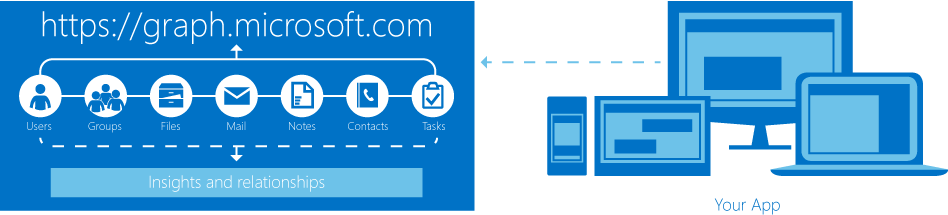 https://graph.microsoft.com
Users Groups Files Mail Notes Contacts Tasks
Insights and relationships
Your App